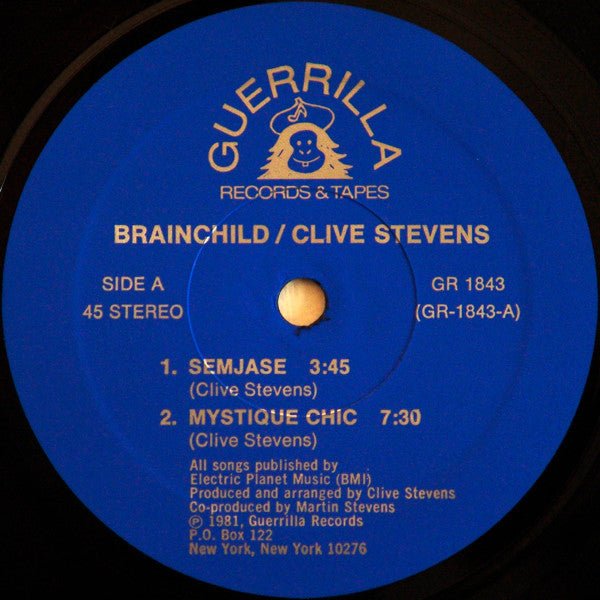 GUERRILLA
RECORDS & TAPES
BRAINCHILD / CLIVE STEVENS
SIDE A
45 STEREO
GR 1843
(GR-1843-A)
1. SEMJASE 3:45
(Clive Stevens)
2. MYSTIQUE CHIC 7:30
(Clive Stevens)
All songs published by
Electric Planet Music (BMI)
Produced and arranged by Clive Stevens
Co-produced by Martin Stevens
℗ 1981, Guerrilla Records
P.O. Box 122
New York, New York 10276